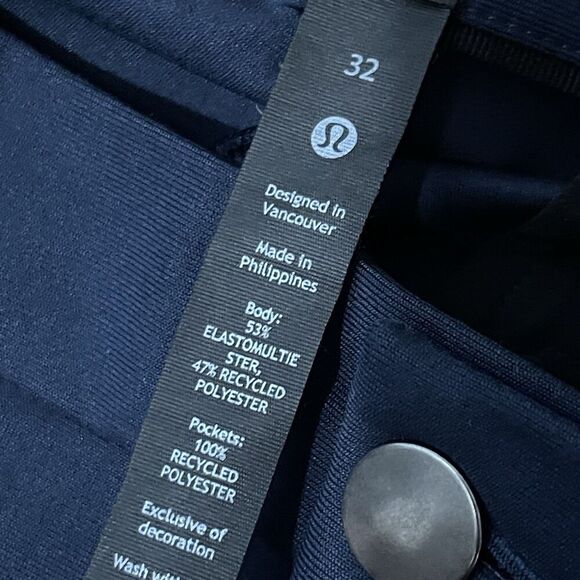 32
Designed in
Vancouver
Made in
Philippines
Body:
53%
ELASTOMULTIE
STER,
47% RECYCLED
POLYESTER
Pockets:
100%
RECYCLED
POLYESTER
Exclusive of
decoration
Wash